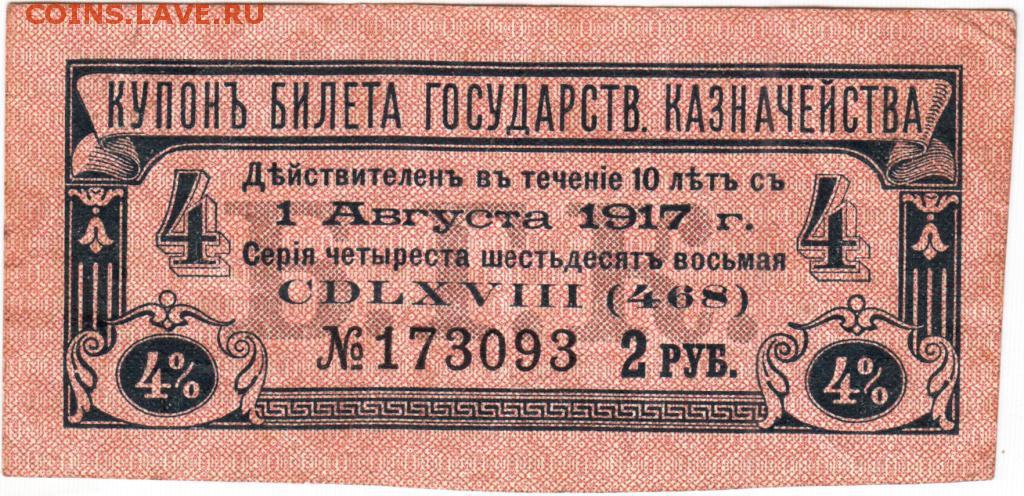 COINS.LAVE.RU
КУПОНЪ БИЛЕТА ГОСУДАРСТВ. КАЗНАЧЕЙСТВА
4 Дѣйствителенъ въ теченіе 10 лѣтъ съ 4
1 Августа 1917 г.
Серія четыреста шестьдесятъ восьмая
CDLXVIII (468)
№173093 2 РУБ.
4% 4%